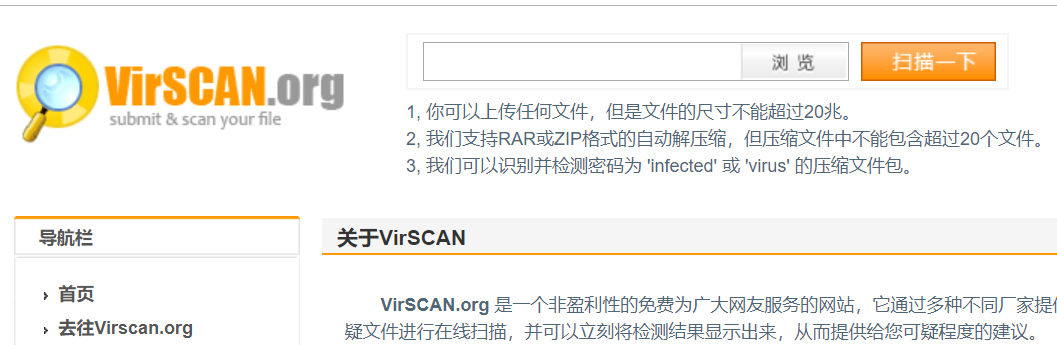 VirSCAN.org
submit & scan your file
浏 览
扫描一下
1, 你可以上传任何文件，但是文件的尺寸不能超过20兆。
2, 我们支持RAR或ZIP格式的自动解压缩，但压缩文件中不能包含超过20个文件。
3, 我们可以识别并检测密码为 'infected' 或 'virus' 的压缩文件包。
导航栏
首页
去往Virscan.org
关于VirSCAN
VirSCAN.org 是一个非盈利性的免费为广大网友服务的网站，它通过多种不同厂家提
疑文件进行在线扫描，并可以立刻将检测结果显示出来，从而提供给您可疑程度的建议。